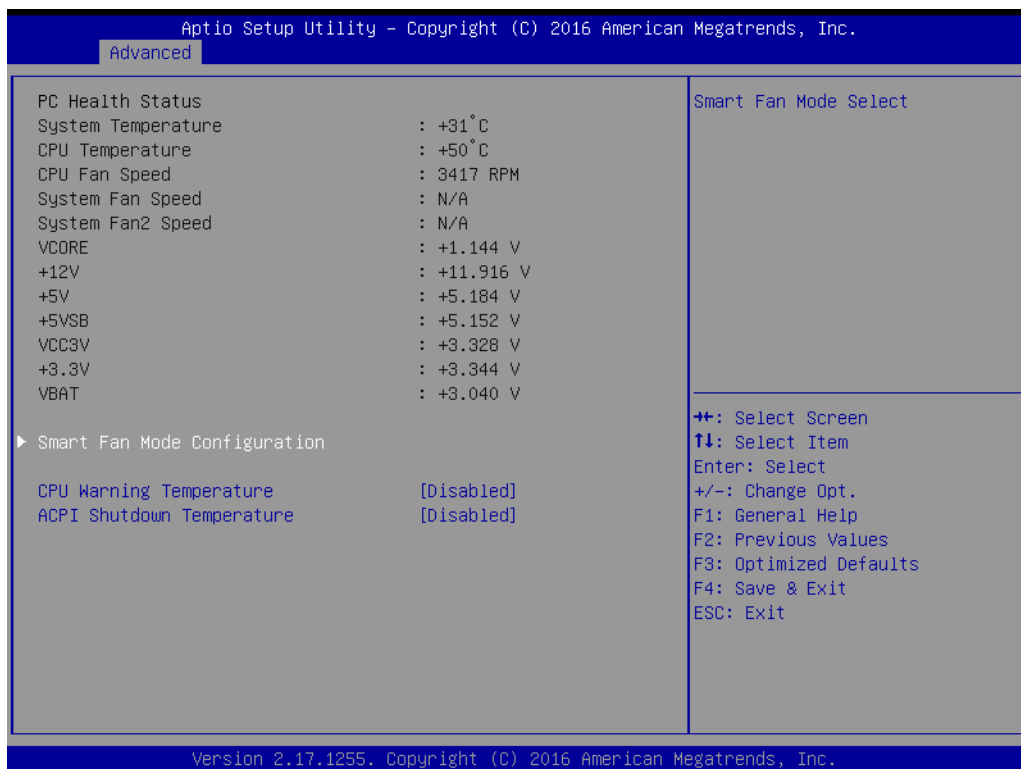 Aptio Setup Utility – Copyright (C) 2016 American Megatrends, Inc.
Advanced
PC Health Status
System Temperature : +31°C
CPU Temperature : +50°C
CPU Fan Speed : 3417 RPM
System Fan Speed : N/A
System Fan2 Speed : N/A
VCORE : +1.144 V
+12V : +11.916 V
+5V : +5.184 V
+5VSB : +5.152 V
VCC3V : +3.328 V
+3.3V : +3.344 V
VBAT : +3.040 V
▶ Smart Fan Mode Configuration
CPU Warning Temperature [Disabled]
ACPI Shutdown Temperature [Disabled]
Smart Fan Mode Select
→←: Select Screen
↑↓: Select Item
Enter: Select
+/-: Change Opt.
F1: General Help
F2: Previous Values
F3: Optimized Defaults
F4: Save & Exit
ESC: Exit
Version 2.17.1255. Copyright (C) 2016 American Megatrends, Inc.